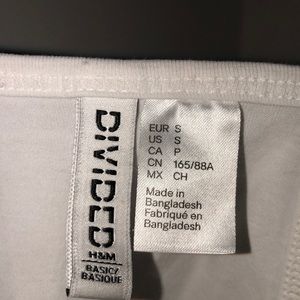 DIVIDED
H&M
BASIC/
BASIQUE
EUR S
US S
CA P
CN 165/88A
MX CH
Made in
Bangladesh
Fabriqué en
Bangladesh